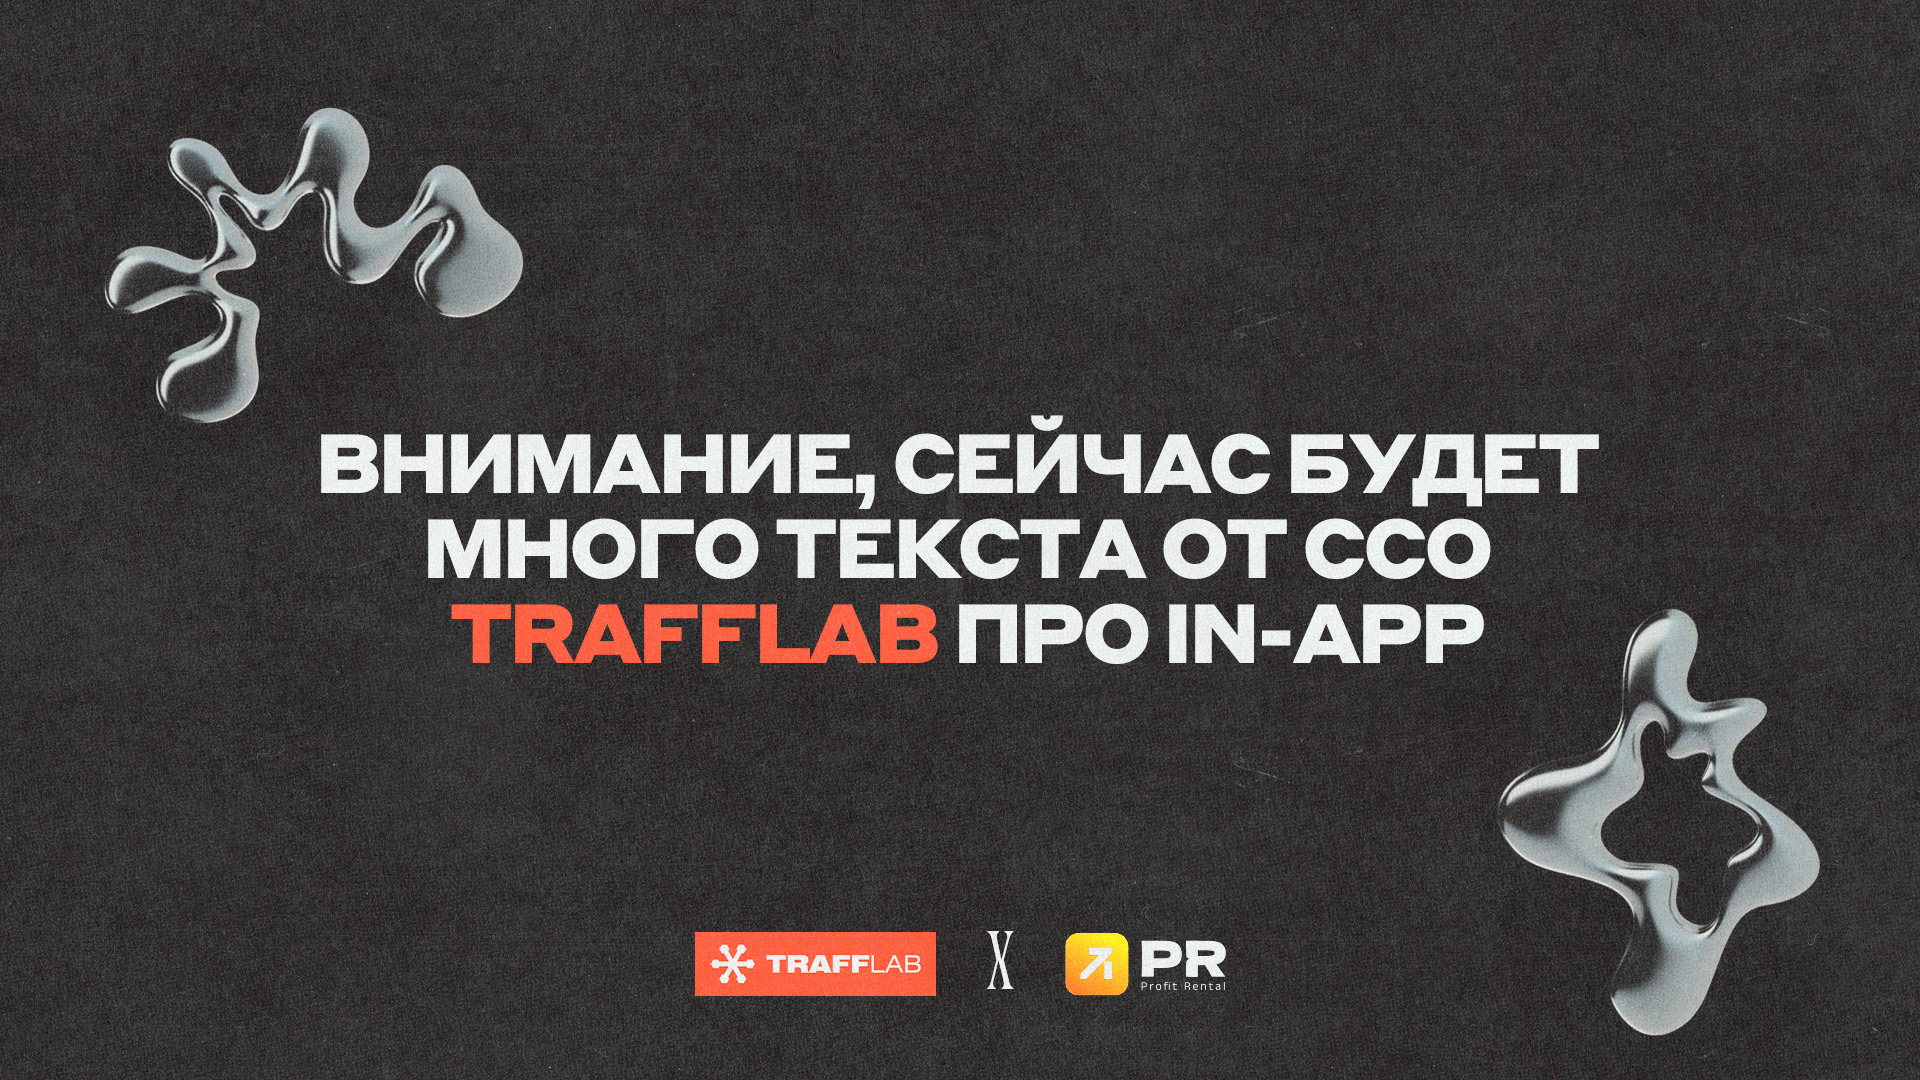 ВНИМАНИЕ, СЕЙЧАС БУДЕТ
МНОГО ТЕКСТА ОТ ССО
TRAFFLAB ПРО IN-APP
TRAFFLAB X PR
Profit Rental